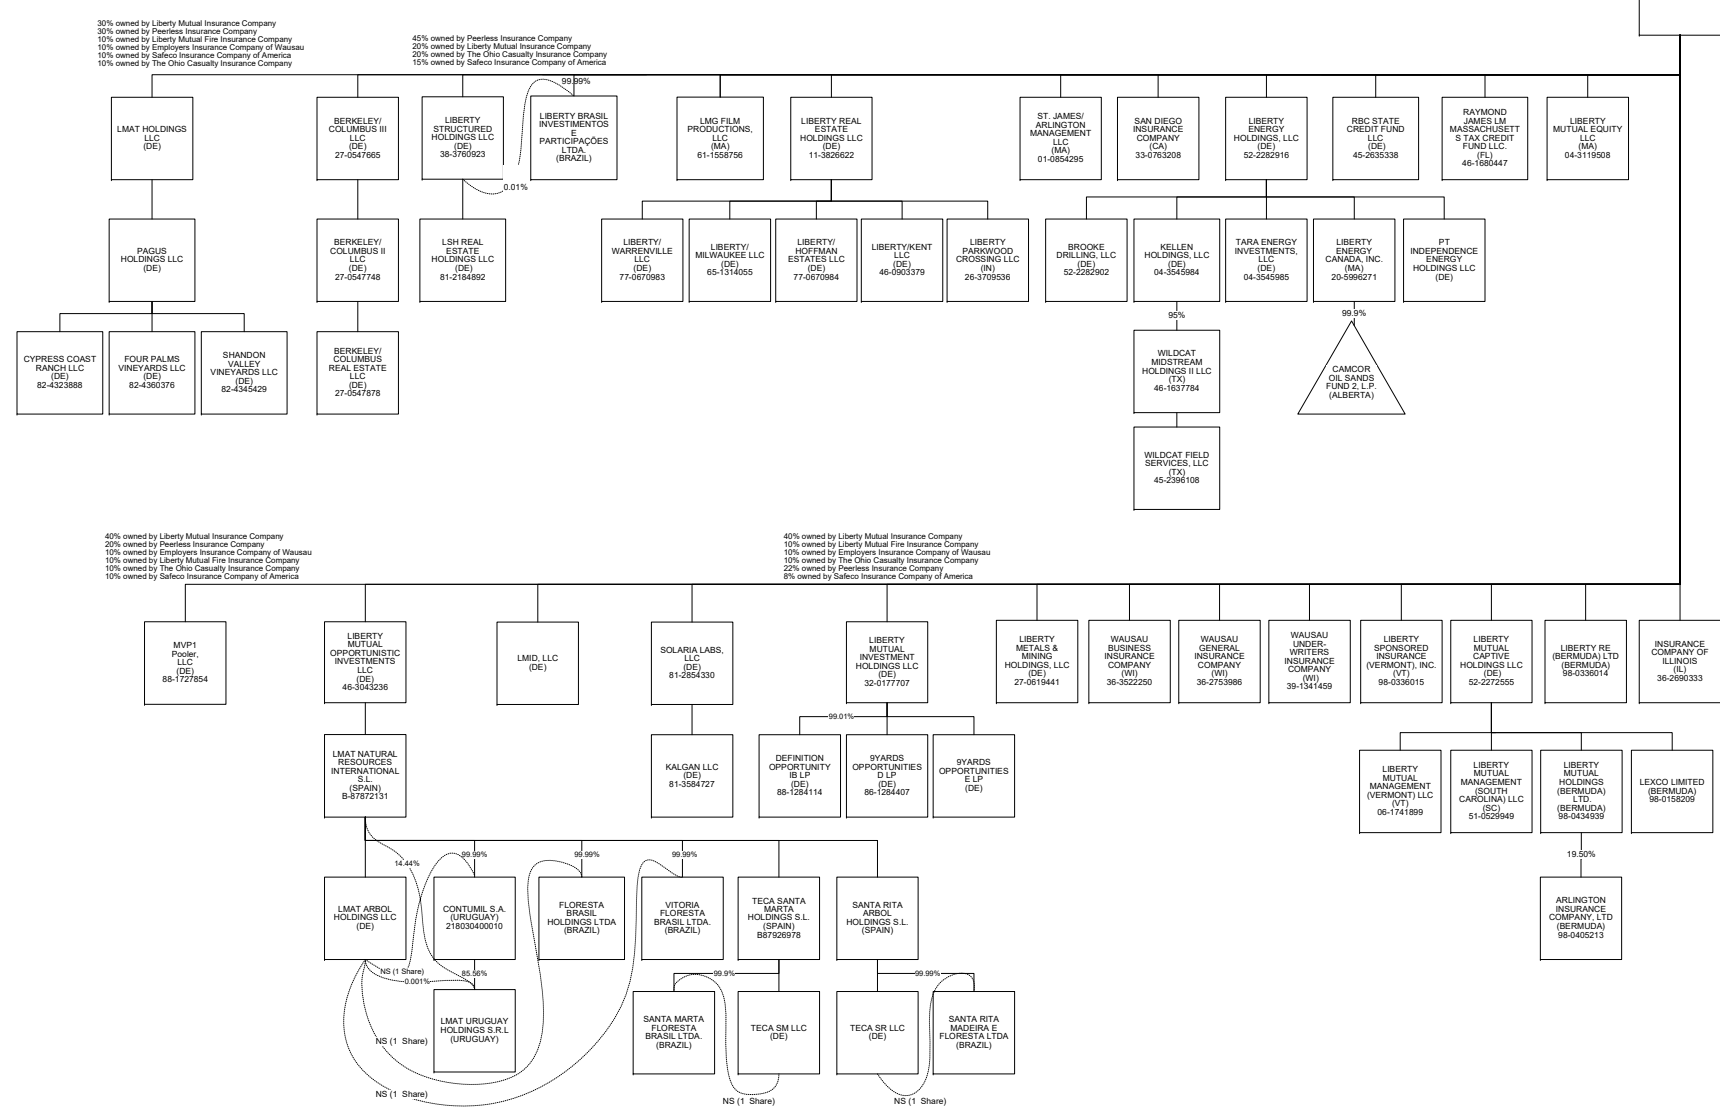 30% owned by Liberty Mutual Insurance Company
30% owned by Peerless Insurance Company
10% owned by Liberty Mutual Fire Insurance Company
10% owned by Employers Insurance Company of Wausau
10% owned by Safeco Insurance Company of America
10% owned by The Ohio Casualty Insurance Company
45% owned by Peerless Insurance Company
20% owned by Liberty Mutual Insurance Company
20% owned by The Ohio Casualty Insurance Company
15% owned by Safeco Insurance Company of America
LMAT HOLDINGS
LLC
(DE)
BERKELEY/
COLUMBUS III
LLC
(DE)
27-0547665
LIBERTY
STRUCTURED
HOLDINGS LLC
(DE)
38-3760923
99.99%
0.01%
LIBERTY BRASIL
INVESTIMENTOS
E
PARTICIPAÇÕES
LTDA.
(BRAZIL)
LMG FILM
PRODUCTIONS,
LLC
(MA)
61-1558756
LIBERTY REAL
ESTATE
HOLDINGS LLC
(DE)
11-3826622
ST. JAMES/
ARLINGTON
MANAGEMENT
LLC
(MA)
01-0854295
SAN DIEGO
INSURANCE
COMPANY
(CA)
33-0763208
LIBERTY
ENERGY
HOLDINGS, LLC
(DE)
52-2282916
RBC STATE
CREDIT FUND
LLC
(DE)
45-2635338
RAYMOND
JAMES LM
MASSACHUSETT
S TAX CREDIT
FUND LLC.
(FL)
46-1680447
LIBERTY
MUTUAL EQUITY
LLC
(MA)
04-3119508
PAGUS
HOLDINGS LLC
(DE)
BERKELEY/
COLUMBUS II
LLC
(DE)
27-0547748
LSH REAL
ESTATE
HOLDINGS LLC
(DE)
81-2184892
LIBERTY/
WARRENVILLE
LLC
(DE)
77-0670983
LIBERTY/
MILWAUKEE LLC
(DE)
65-1314055
LIBERTY/
HOFFMAN
ESTATES LLC
(DE)
77-0670984
LIBERTY/KENT
LLC
(DE)
46-0903379
LIBERTY
PARKWOOD
CROSSING LLC
(IN)
26-3709536
BROOKE
DRILLING, LLC
(DE)
52-2282902
KELLEN
HOLDINGS, LLC
(DE)
04-3545984
TARA ENERGY
INVESTMENTS,
LLC
(DE)
04-3545985
LIBERTY
ENERGY
CANADA, INC.
(MA)
20-5996271
PT
INDEPENDENCE
ENERGY
HOLDINGS LLC
(DE)
95%
99.9%
CYPRESS COAST
RANCH LLC
(DE)
82-4323888
FOUR PALMS
VINEYARDS LLC
(DE)
82-4360376
SHANDON
VALLEY
VINEYARDS LLC
(DE)
82-4345429
BERKELEY/
COLUMBUS
REAL ESTATE
LLC
(DE)
27-0547878
WILDCAT
MIDSTREAM
HOLDINGS II LLC
(TX)
46-1637784
CAMCOR
OIL SANDS
FUND 2, L.P.
(ALBERTA)
WILDCAT FIELD
SERVICES, LLC
(TX)
45-2396108
40% owned by Liberty Mutual Insurance Company
20% owned by Peerless Insurance Company
10% owned by Employers Insurance Company of Wausau
10% owned by Liberty Mutual Fire Insurance Company
10% owned by The Ohio Casualty Insurance Company
10% owned by Safeco Insurance Company of America
40% owned by Liberty Mutual Insurance Company
10% owned by Liberty Mutual Fire Insurance Company
10% owned by Employers Insurance Company of Wausau
10% owned by The Ohio Casualty Insurance Company
22% owned by Peerless Insurance Company
8% owned by Safeco Insurance Company of America
MVP1
Pooler,
LLC
(DE)
88-1727854
LIBERTY
MUTUAL
OPPORTUNISTIC
INVESTMENTS
LLC
(DE)
46-3043236
LMID, LLC
(DE)
SOLARIA LABS,
LLC
(DE)
81-2854330
LIBERTY
MUTUAL
INVESTMENT
HOLDINGS LLC
(DE)
32-0177707
LIBERTY
METALS &
MINING
HOLDINGS, LLC
(DE)
27-0619441
WAUSAU
BUSINESS
INSURANCE
COMPANY
(WI)
36-3522250
WAUSAU
GENERAL
INSURANCE
COMPANY
(WI)
36-2753986
WAUSAU
UNDER-
WRITERS
INSURANCE
COMPANY
(WI)
39-1341459
LIBERTY
SPONSORED
INSURANCE
(VERMONT), INC.
(VT)
98-0336015
LIBERTY
MUTUAL
CAPTIVE
HOLDINGS LLC
(DE)
52-2272555
LIBERTY RE
(BERMUDA) LTD
(BERMUDA)
98-0336014
INSURANCE
COMPANY OF
ILLINOIS
(IL)
36-2690333
99.01%
LMAT NATURAL
RESOURCES
INTERNATIONAL
S.L.
(SPAIN)
B-87872131
KALGAN LLC
(DE)
81-3584727
DEFINITION
OPPORTUNITY
IB LP
(DE)
88-1284114
9YARDS
OPPORTUNITIES
D LP
(DE)
86-1284407
9YARDS
OPPORTUNITIES
E LP
(DE)
LIBERTY
MUTUAL
MANAGEMENT
(VERMONT) LLC
(VT)
06-1741899
LIBERTY
MUTUAL
MANAGEMENT
(SOUTH
CAROLINA) LLC
(SC)
51-0529949
LIBERTY
MUTUAL
HOLDINGS
(BERMUDA)
LTD.
(BERMUDA)
98-0434939
LEXCO LIMITED
(BERMUDA)
98-0158209
14.44%
99.99%
99.99%
99.99%
19.50%
LMAT ARBOL
HOLDINGS LLC
(DE)
CONTUMIL S.A.
(URUGUAY)
218030400010
FLORESTA
BRASIL
HOLDINGS LTDA
(BRAZIL)
VITORIA
FLORESTA
BRASIL LTDA.
(BRAZIL)
TECA SANTA
MARTA
HOLDINGS S.L.
(SPAIN)
B87926978
SANTA RITA
ARBOL
HOLDINGS S.L.
(SPAIN)
ARLINGTON
INSURANCE
COMPANY, LTD
(BERMUDA)
98-0405213
NS (1 Share)
0.001%
85.56%
99.9%
99.99%
LMAT URUGUAY
HOLDINGS S.R.L
(URUGUAY)
SANTA MARTA
FLORESTA
BRASIL LTDA.
(BRAZIL)
TECA SM LLC
(DE)
TECA SR LLC
(DE)
SANTA RITA
MADEIRA E
FLORESTA LTDA
(BRAZIL)
NS (1 Share)
NS (1 Share)
NS (1 Share)
NS (1 Share)